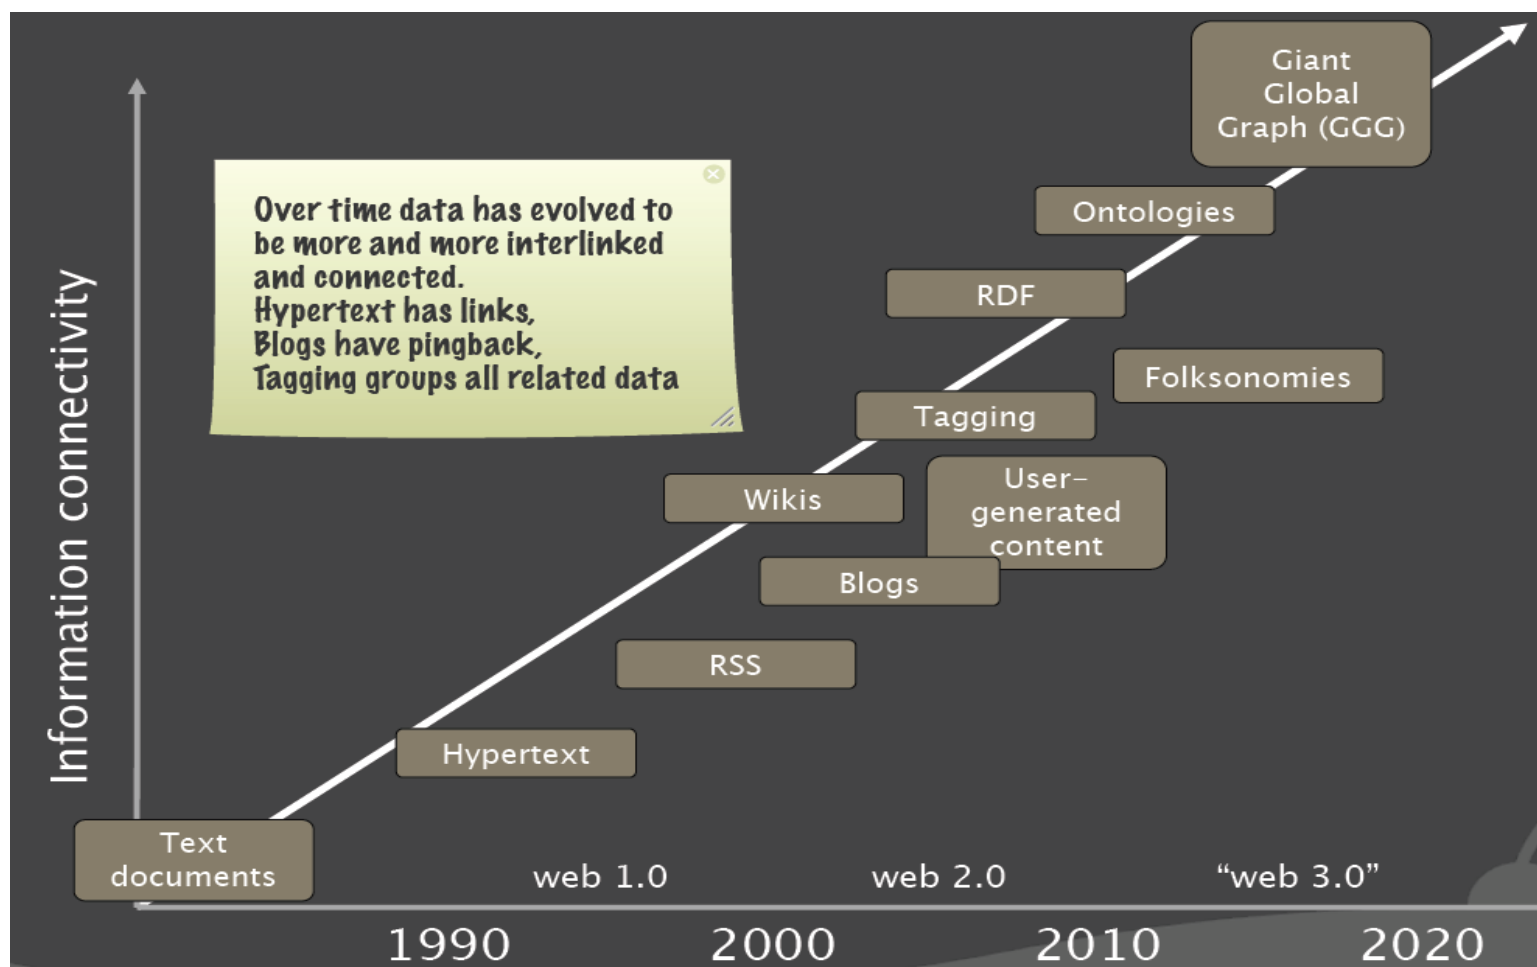 Giant
Global
Graph (GGG)
Over time data has evolved to
be more and more interlinked
and connected.
Hypertext has links,
Blogs have pingback,
Tagging groups all related data
Ontologies
RDF
Folksonomies
Tagging
Wikis
User-
generated
content
Blogs
RSS
Hypertext
Text
documents
Information connectivity
web 1.0
web 2.0
“web 3.0”
1990
2000
2010
2020